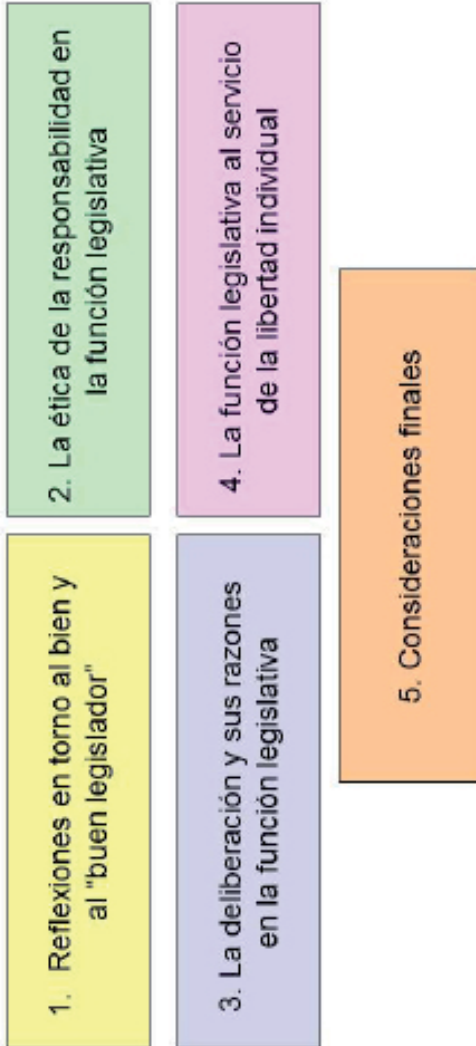 1. Reflexiones en torno al bien y
al "buen legislador"
2. La ética de la responsabilidad en
la función legislativa
3. La deliberación y sus razones
en la función legislativa
4. La función legislativa al servicio
de la libertad individual
5. Consideraciones finales